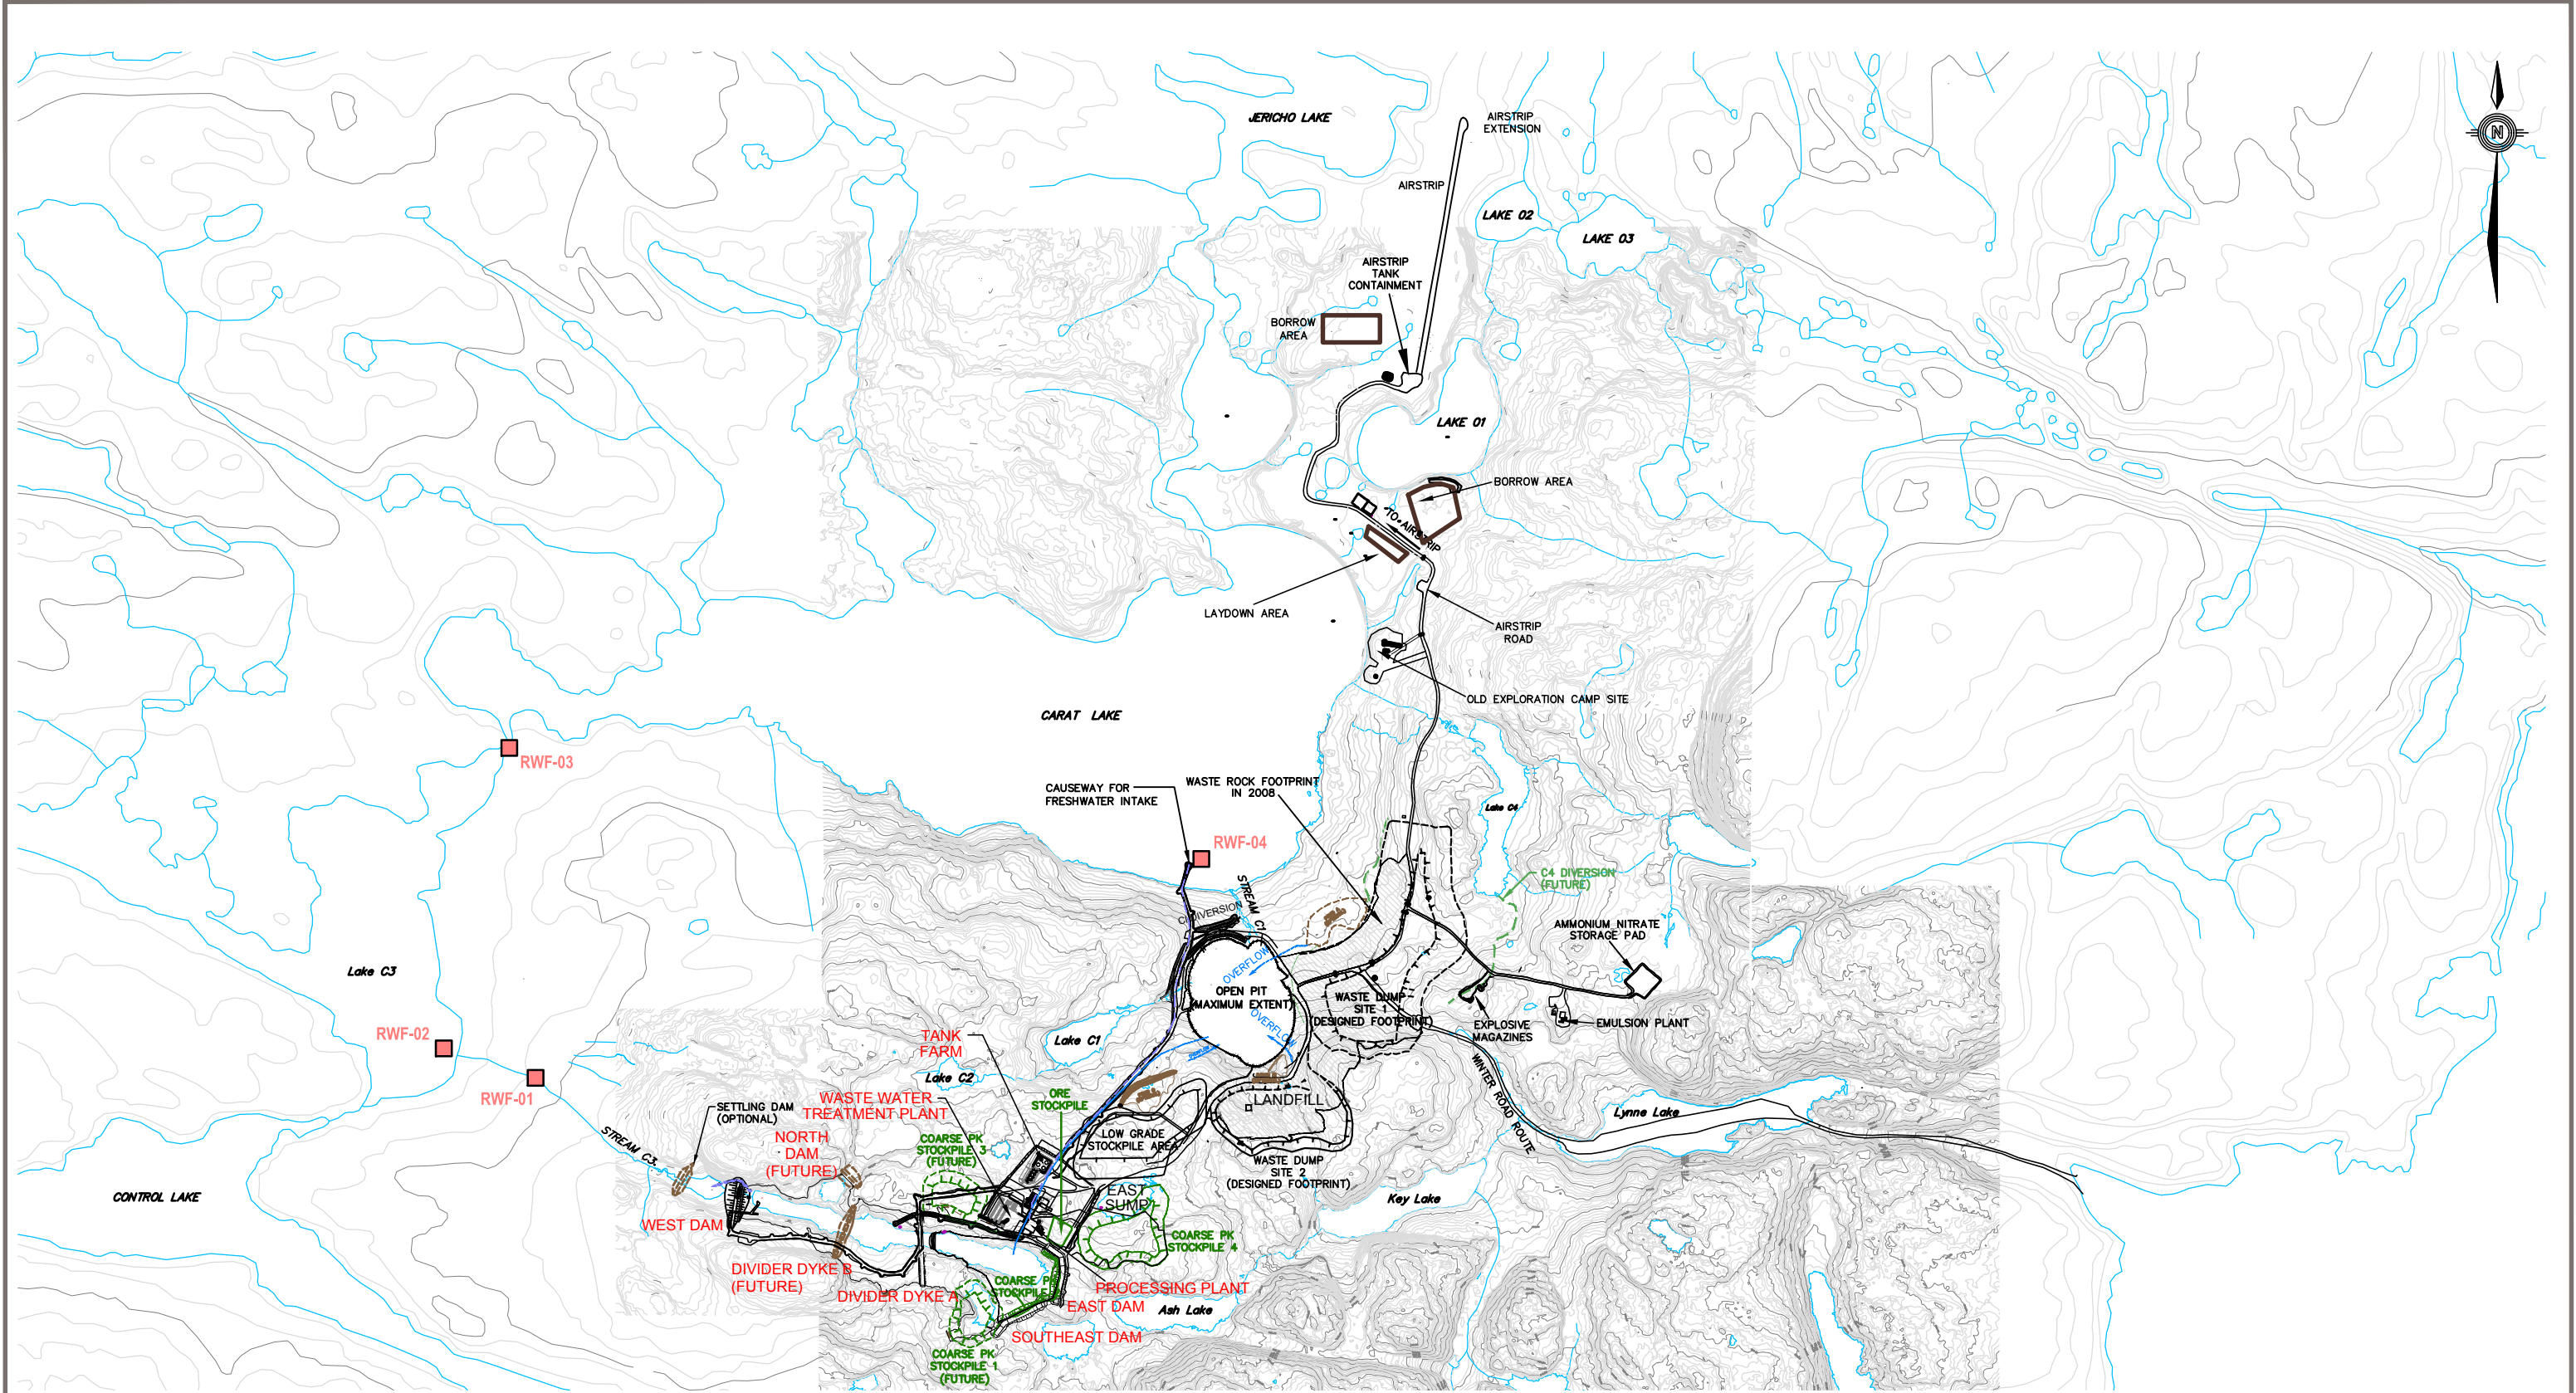 JERICHO LAKE
AIRSTRIP
EXTENSION
N
AIRSTRIP
LAKE 02
LAKE 03
AIRSTRIP
TANK
CONTAINMENT
BORROW
AREA
LAKE 01
BORROW AREA
TO AIRSTRIP
LAYDOWN AREA
AIRSTRIP
ROAD
OLD EXPLORATION CAMP SITE
CARAT LAKE
RWF-03
CAUSEWAY FOR
FRESHWATER INTAKE
WASTE ROCK FOOTPRINT
IN 2008
Lake C4
RWF-04
C4 DIVERSION
(FUTURE)
STREAM C1
C1 DIVERSION
AMMONIUM NITRATE
STORAGE PAD
OVERFLOW
OPEN PIT
(MAXIMUM EXTENT)
OVERFLOW
WASTE DUMP
SITE 1
(DESIGNED FOOTPRINT)
EXPLOSIVE
MAGAZINES
EMULSION PLANT
Lake C3
RWF-02
RWF-01
TANK
FARM
Lake C1
Lake C2
WASTE WATER
TREATMENT PLANT
ORE
STOCKPILE
LANDFILL
WINTER ROAD ROUTE
Lynne Lake
SETTLING DAM
(OPTIONAL)
STREAM C3
NORTH
DAM
(FUTURE)
COARSE PK
STOCKPILE 3
(FUTURE)
LOW GRADE
STOCKPILE AREA
WASTE DUMP
SITE 2
(DESIGNED FOOTPRINT)
CONTROL LAKE
EAST
SUMP
Key Lake
WEST DAM
COARSE PK
STOCKPILE 4
DIVIDER DYKE B
(FUTURE)
DIVIDER DYKE A
COARSE PK
STOCKPILE
PROCESSING PLANT
EAST DAM
Ash Lake
SOUTHEAST DAM
COARSE PK
STOCKPILE 1
(FUTURE)